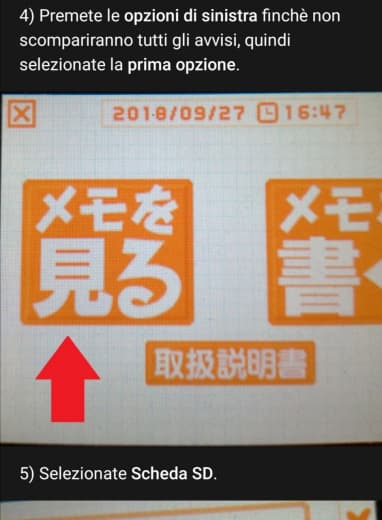 4) Premete le opzioni di sinistra finchè non
scompariranno tutti gli avvisi, quindi
selezionate la prima opzione.
2018/09/27 16:47
メモを
見る
メモ
書く
取扱説明書
5) Selezionate Scheda SD.